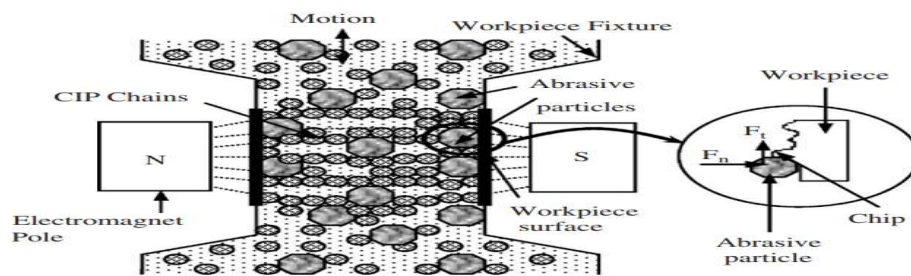 Motion
Workpiece Fixture
CIP Chains
Abrasive
particles
Workpiece
N
S
Ft
Fn
Electromagnet
Pole
Workpiece
surface
Chip
Abrasive
particle